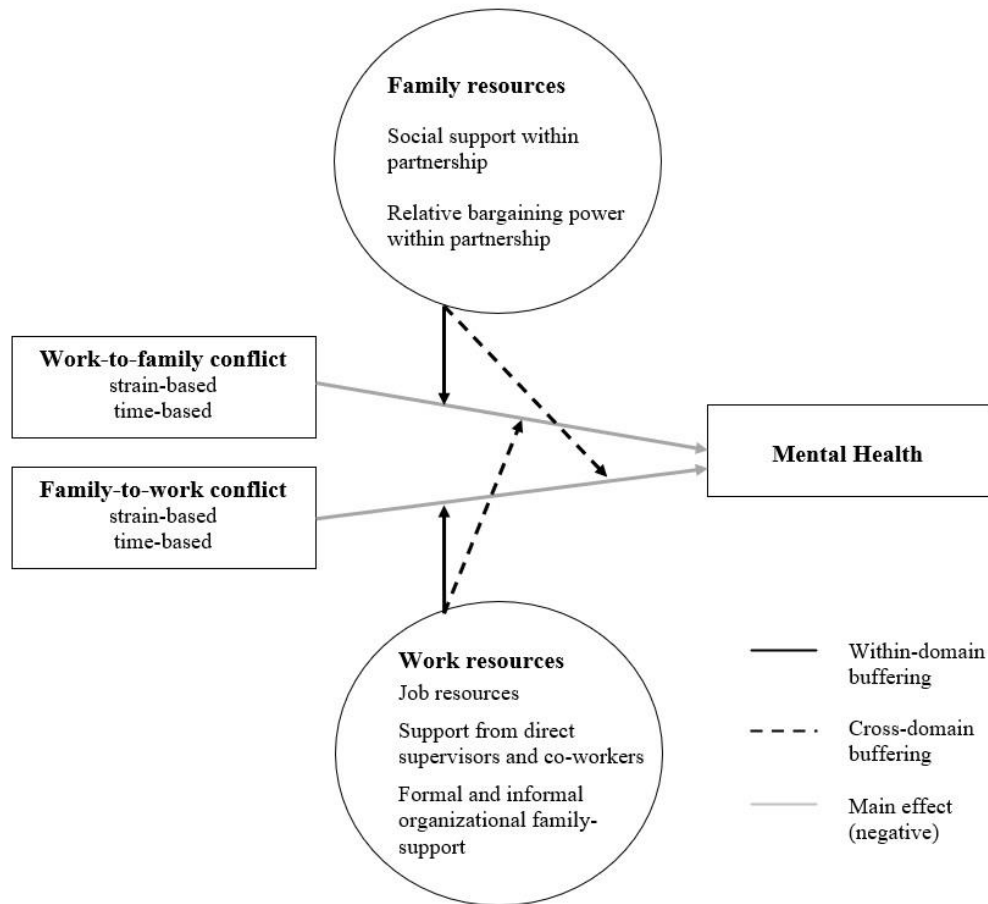 Family resources
Social support within
partnership
Relative bargaining power
within partnership
Work-to-family conflict
strain-based
time-based
Family-to-work conflict
strain-based
time-based
Mental Health
Work resources
Job resources
Support from direct
supervisors and co-workers
Formal and informal
organizational family-
support
Within-domain
buffering
Cross-domain
buffering
Main effect
(negative)